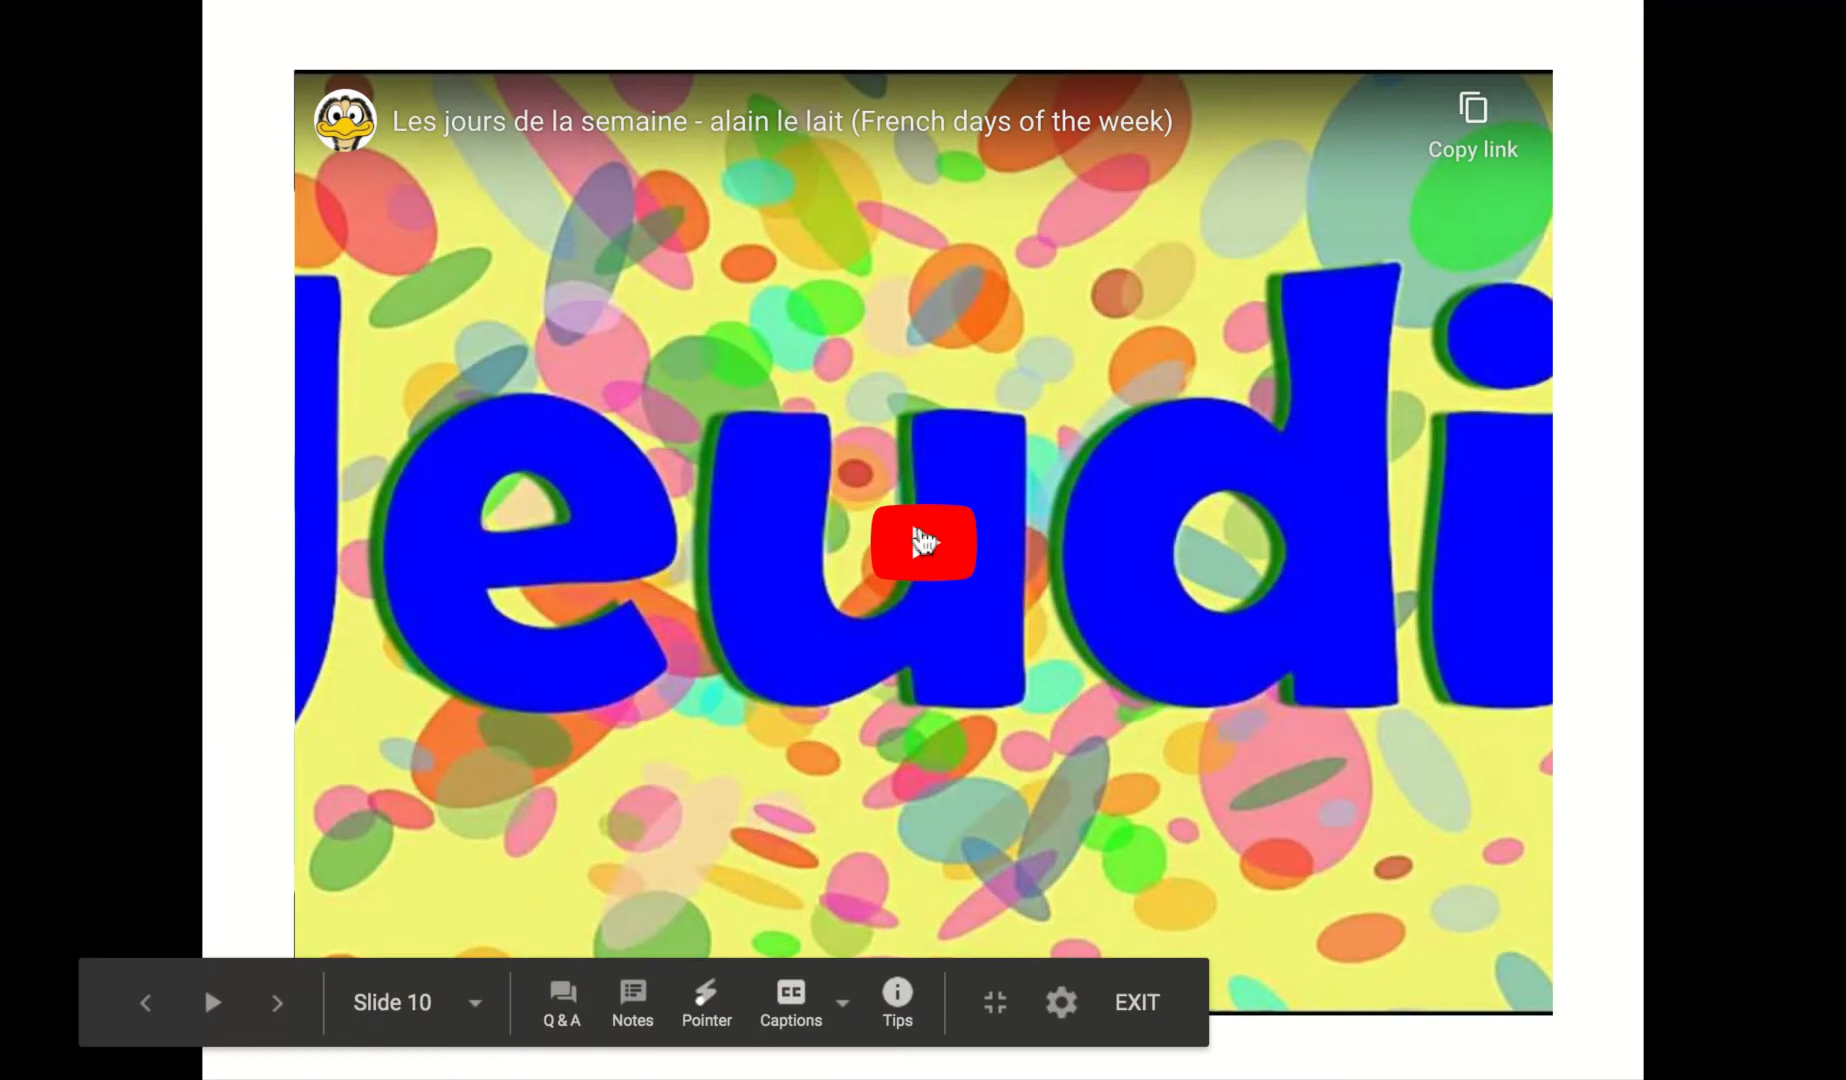 Les jours de la semaine - alain le lait (French days of the week)
Copy link
Jeudi
Slide 10
Q & A
Notes
CC
Pointer
Captions
Tips
EXIT